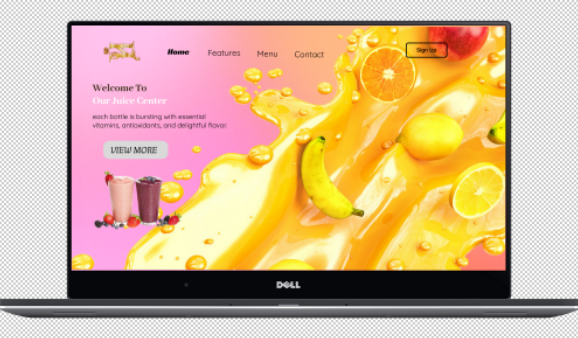 Home
Features
Menu
Contact
Sign Up
Welcome To
Our Juice Center
each bottle is bursting with essential
vitamins, antioxidants, and delightful flavor.
VIEW MORE
DELL